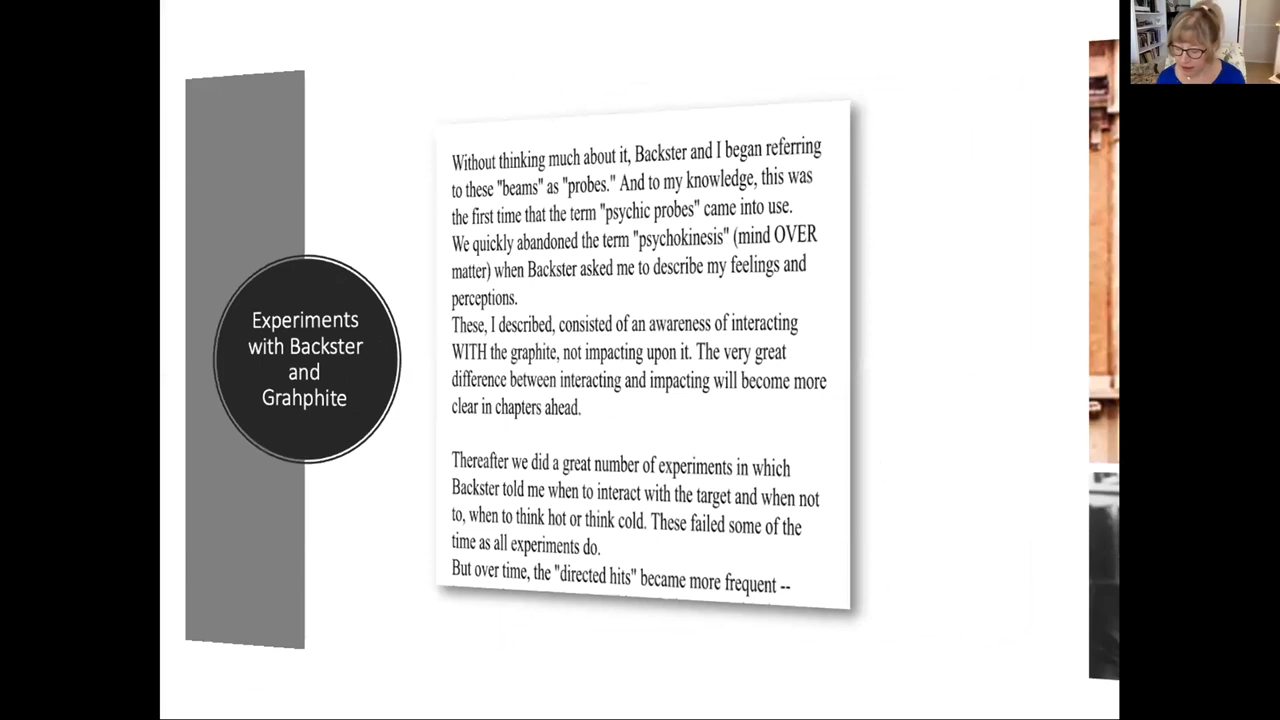 Experiments
with Backster
and
Grahphite
Without thinking much about it, Backster and I began referring
to these "beams" as "probes." And to my knowledge, this was
the first time that the term "psychic probes" came into use.
We quickly abandoned the term "psychokinesis" (mind OVER
matter) when Backster asked me to describe my feelings and
perceptions.
These, I described, consisted of an awareness of interacting
WITH the graphite, not impacting upon it. The very great
difference between interacting and impacting will become more
clear in chapters ahead.
Thereafter we did a great number of experiments in which
Backster told me when to interact with the target and when not
to, when to think hot or think cold. These failed some of the
time as all experiments do.
But over time, the "directed hits" became more frequent --